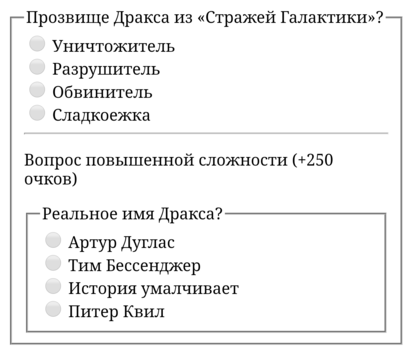 Прозвище Дракса из «Стражей Галактики»?
Уничтожитель
Разрушитель
Обвинитель
Сладкоежка
Вопрос повышенной сложности (+250
очков)
Реальное имя Дракса?
Артур Дуглас
Тим Бессенджер
История умалчивает
Питер Квил